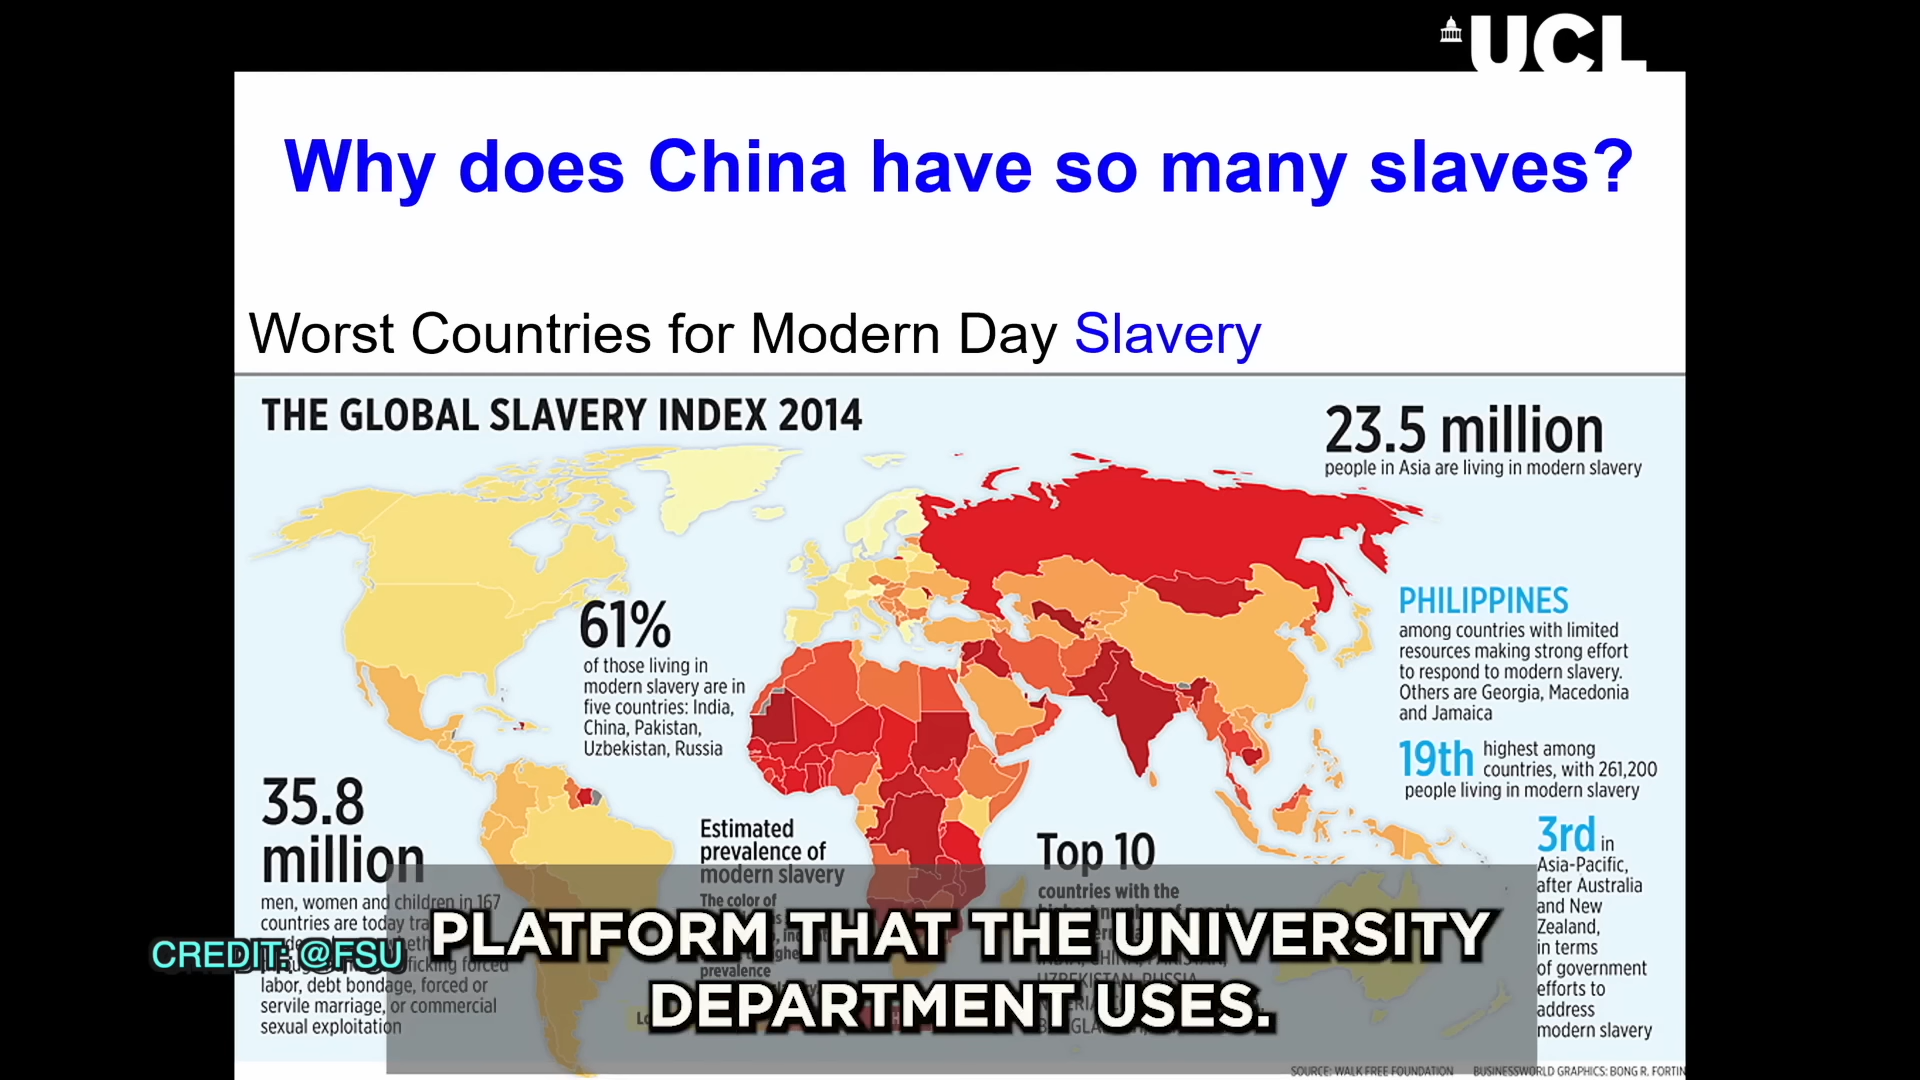 UCL
Why does China have so many slaves?
Worst Countries for Modern Day Slavery
THE GLOBAL SLAVERY INDEX 2014
23.5 million
people in Asia are living in modern slavery
61%
of those living in
modern slavery are in
five countries: India,
China, Pakistan,
Uzbekistan, Russia
PHILIPPINES
among countries with limited
resources making strong effort
to respond to modern slavery.
Others are Georgia, Macedonia
and Jamaica
19th highest among
countries, with 261,200
people living in modern slavery
35.8
million
men, women and children in 167
countries are today
labor, debt bondage, forced or
servile marriage, or commercial
sexual exploitation
Estimated
prevalence of
modern slavery
The color of
prevalence
Top 10
countries with the
3rd in
Asia-Pacific,
after Australia
and New
Zealand,
in terms
of government
efforts to
address
modern slavery
CREDIT: @FSU
PLATFORM THAT THE UNIVERSITY
DEPARTMENT USES.
SOURCE: WALK FREE FOUNDATION BUSINESSWORLD GRAPHICS: BONG R. FORTIN